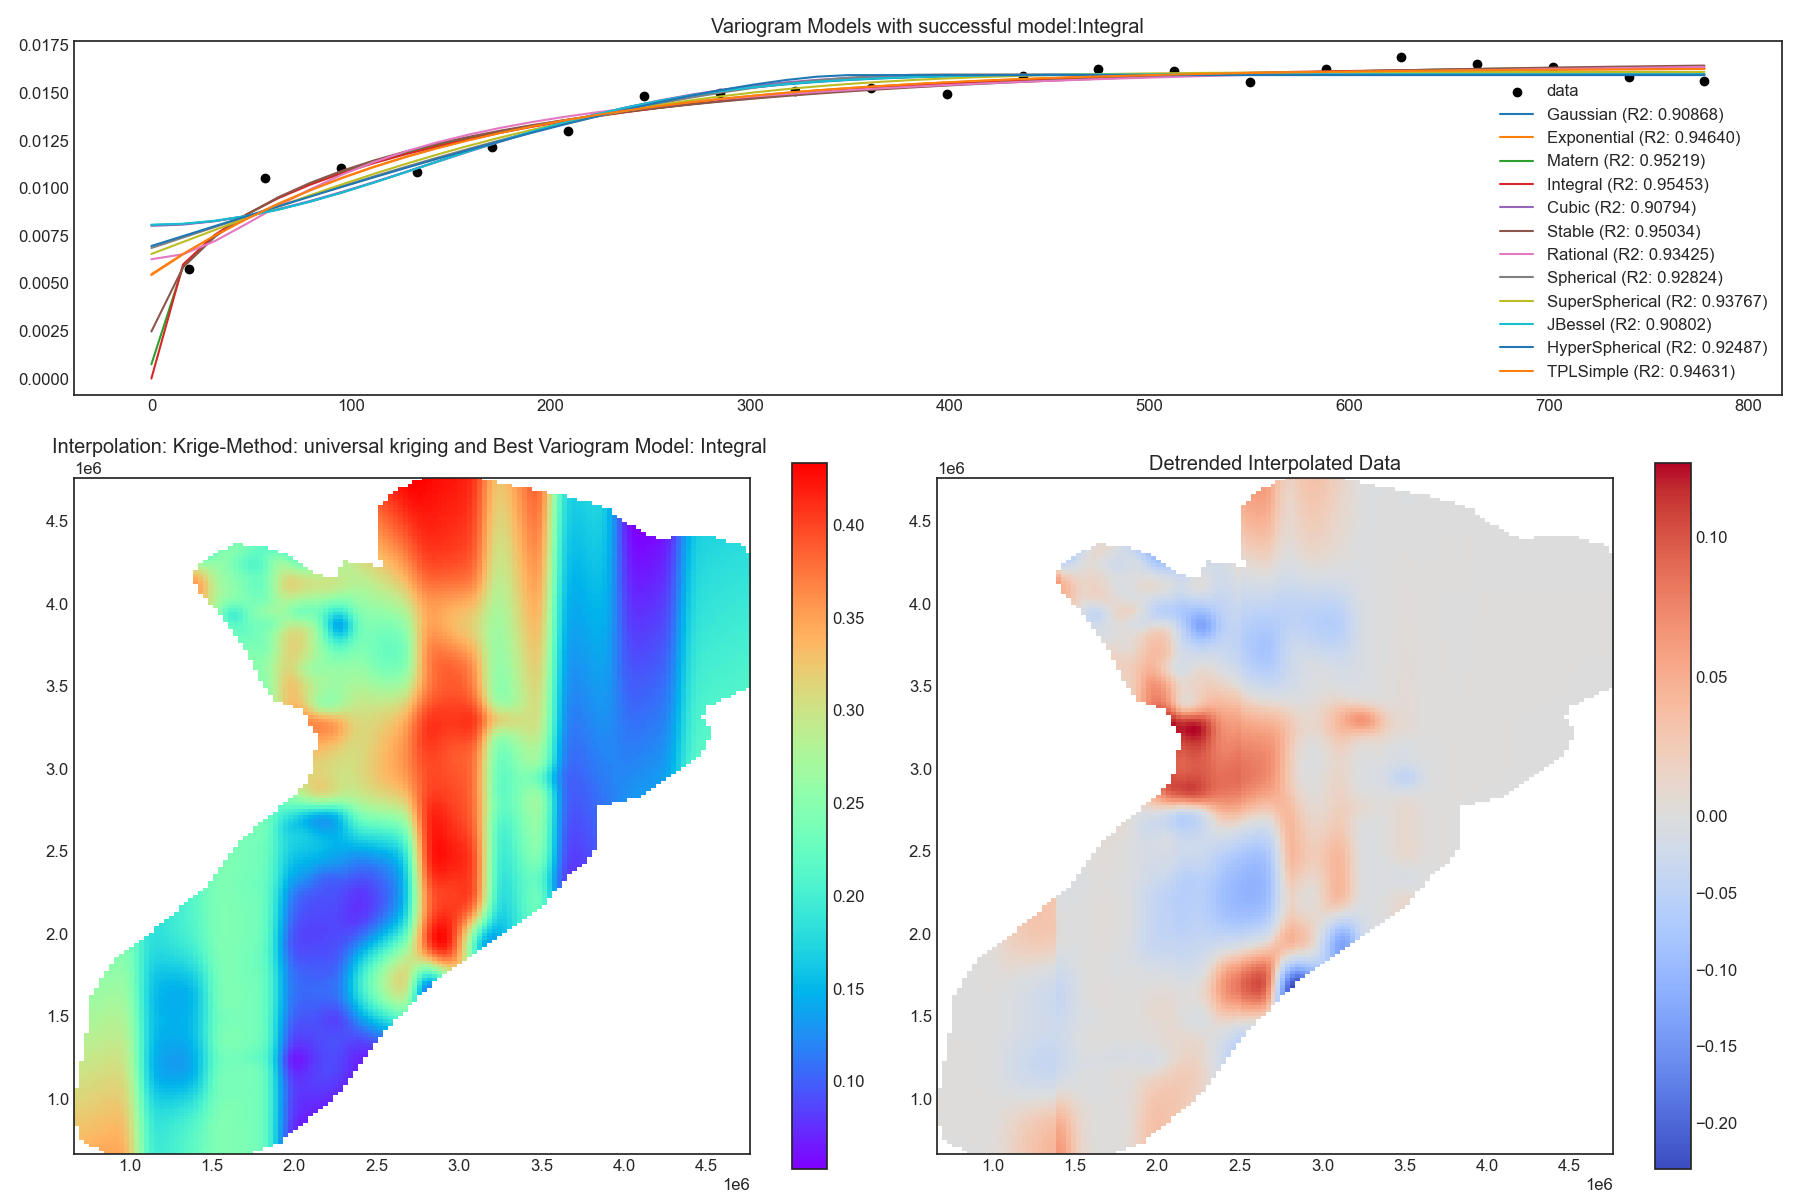 Variogram Models with successful model:Integral
0.0175
0.0150
0.0125
0.0100
0.0075
0.0050
0.0025
0.0000
data
Gaussian (R2: 0.90868)
Exponential (R2: 0.94640)
Matern (R2: 0.95219)
Integral (R2: 0.95453)
Cubic (R2: 0.90794)
Stable (R2: 0.95034)
Rational (R2: 0.93425)
Spherical (R2: 0.92824)
SuperSpherical (R2: 0.93767)
JBessel (R2: 0.90802)
HyperSpherical (R2: 0.92487)
TPLSimple (R2: 0.94631)
0 100 200 300 400 500 600 700 800
Interpolation: Krige-Method: universal kriging and Best Variogram Model: Integral
1e6
4.5
4.0
3.5
3.0
2.5
2.0
1.5
1.0
1.0 1.5 2.0 2.5 3.0 3.5 4.0 4.5
1e6
0.40
0.35
0.30
0.25
0.20
0.15
0.10
Detrended Interpolated Data
1e6
4.5
4.0
3.5
3.0
2.5
2.0
1.5
1.0
1.0 1.5 2.0 2.5 3.0 3.5 4.0 4.5
1e6
0.10
0.05
0.00
−0.05
−0.10
−0.15
−0.20